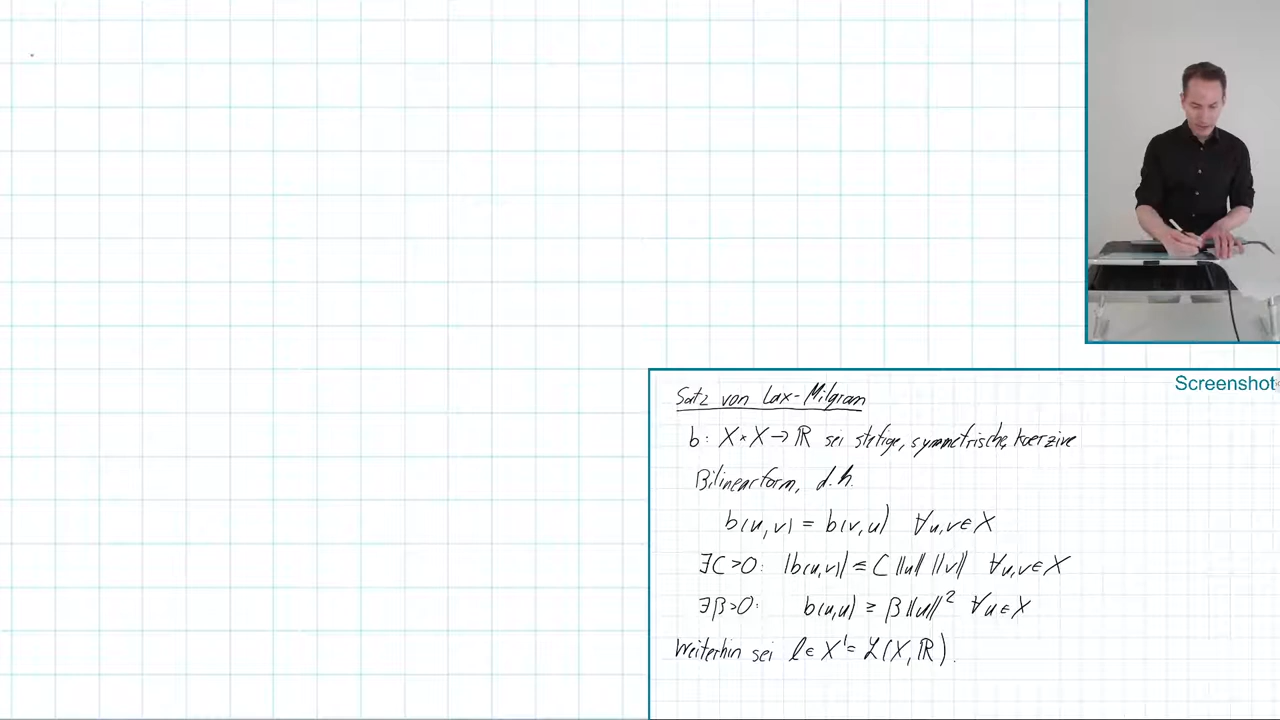 Screenshot
Satz von Lax-Milgram
b: X×X→ℝ sei stetige, symmetrische, koerzive
Bilinearform, d.h.
b(u,v) = b(v,u) ∀u,v∈X
∃C>0: |b(u,v)| ≤ C ||u|| ||v|| ∀u,v∈X
∃β>0: b(u,u) ≥ β||u||² ∀u∈X
Weiterhin sei ℓ∈X' = ℒ(X,ℝ).